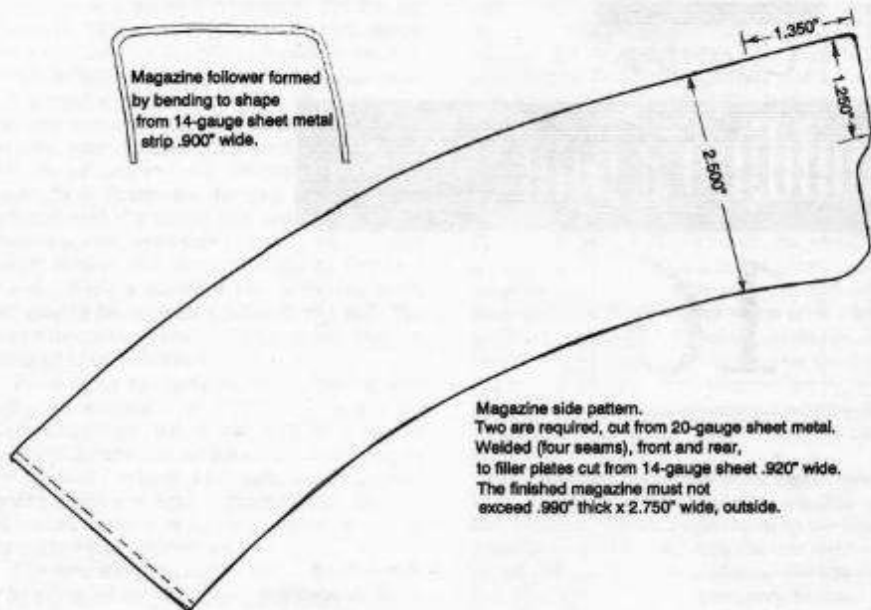 Magazine follower formed
by bending to shape
from 14-gauge sheet metal
strip .900" wide.
1.350"
1.250"
2.500"
Magazine side pattern.
Two are required, cut from 20-gauge sheet metal.
Welded (four seams), front and rear,
to filler plates cut from 14-gauge sheet .920" wide.
The finished magazine must not
exceed .990" thick x 2.750" wide, outside.